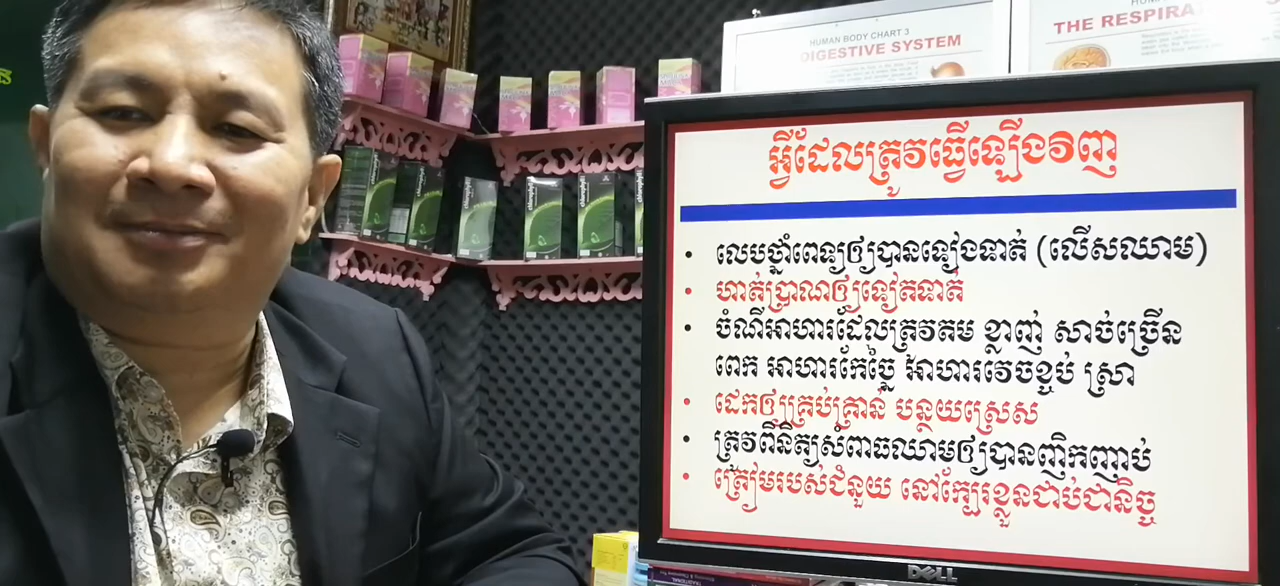 HUMAN BODY CHART 3
DIGESTIVE SYSTEM
THE RESPIRAT
អ្វីដែលត្រូវធ្វើឡើងវិញ
• លេបថ្នាំពេទ្យឲ្យបានទៀងទាត់ (លើសឈាម)
• ហាត់ប្រាណឲ្យទៀតទាត់
• ចំណីអាហារដែលត្រូវតម ខ្លាញ់ សាច់ច្រើន
ពេក អាហារកែច្នៃ អាហារវេចខ្ចប់ ស្រា
• ដេកឲ្យគ្រប់គ្រាន់ បន្ថយស្រេស
• ត្រូវពិនិត្យសំពាធឈាមឲ្យបានញឹកញាប់
• ត្រៀមរបស់ជំនួយ នៅក្បែរខ្លួនជាប់ជានិច្ច
DELL